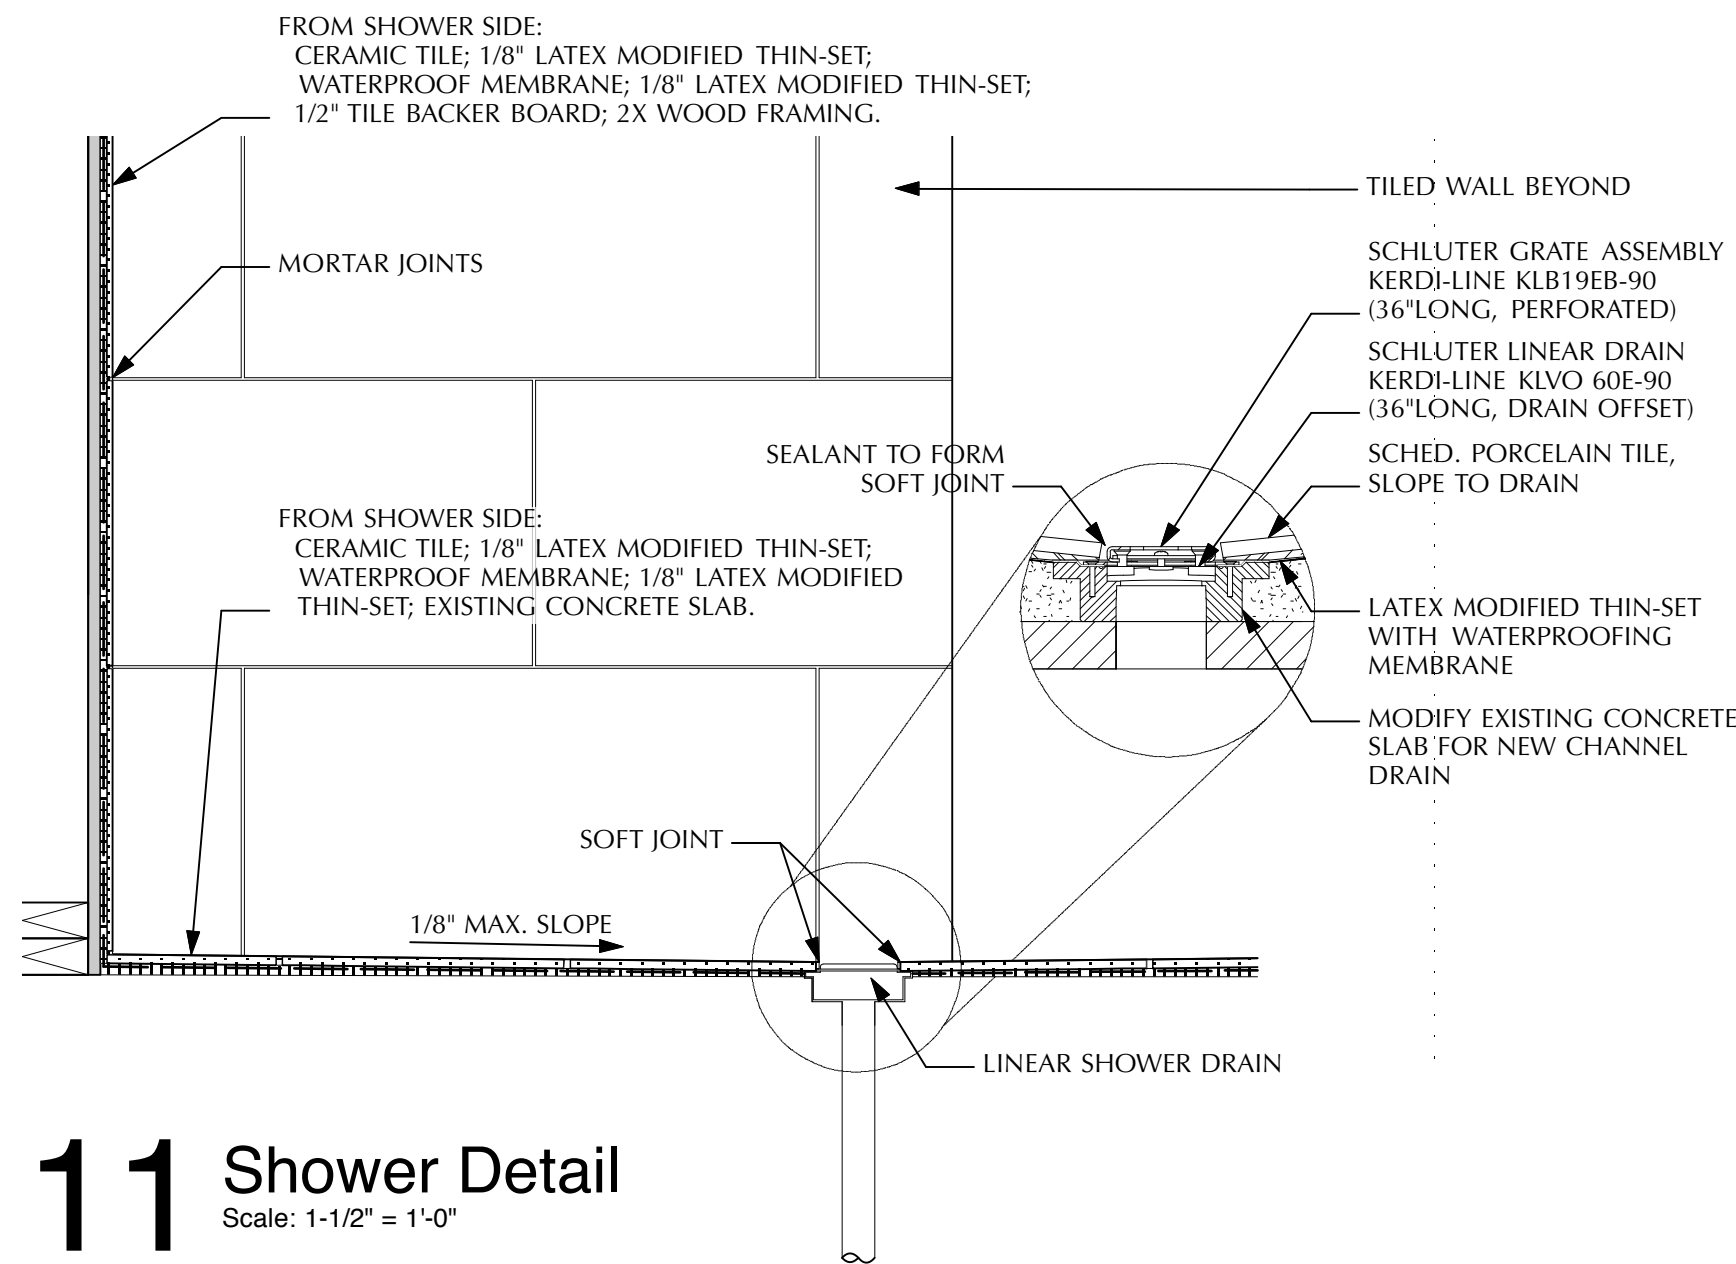 FROM SHOWER SIDE:
CERAMIC TILE; 1/8" LATEX MODIFIED THIN-SET;
WATERPROOF MEMBRANE; 1/8" LATEX MODIFIED THIN-SET;
1/2" TILE BACKER BOARD; 2X WOOD FRAMING.
TILED WALL BEYOND
MORTAR JOINTS
SCHLUTER GRATE ASSEMBLY
KERDI-LINE KLB19EB-90
(36"LONG, PERFORATED)
SCHLUTER LINEAR DRAIN
KERDI-LINE KLVO 60E-90
(36"LONG, DRAIN OFFSET)
SEALANT TO FORM
SOFT JOINT
SCHED. PORCELAIN TILE,
SLOPE TO DRAIN
FROM SHOWER SIDE:
CERAMIC TILE; 1/8" LATEX MODIFIED THIN-SET;
WATERPROOF MEMBRANE; 1/8" LATEX MODIFIED
THIN-SET; EXISTING CONCRETE SLAB.
LATEX MODIFIED THIN-SET
WITH WATERPROOFING
MEMBRANE
MODIFY EXISTING CONCRETE
SLAB FOR NEW CHANNEL
DRAIN
SOFT JOINT
1/8" MAX. SLOPE
LINEAR SHOWER DRAIN
11 Shower Detail
Scale: 1-1/2" = 1'-0"